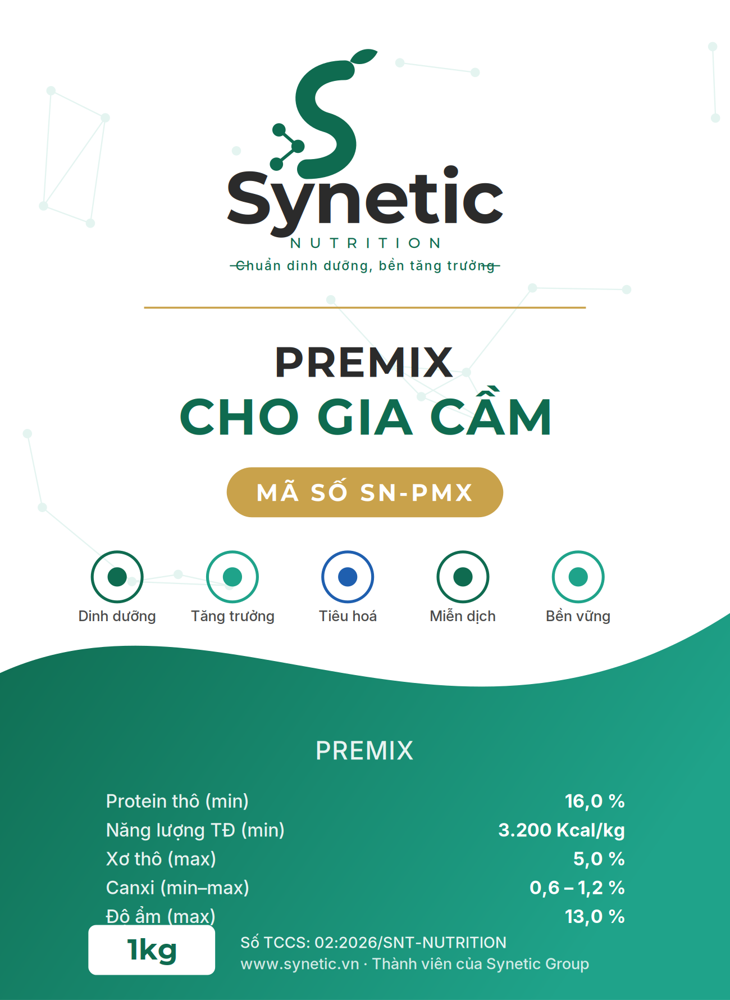 Synetic
NUTRITION
Chuẩn dinh dưỡng, bền tăng trưởng
PREMIX
CHO GIA CẦM
MÃ SỐ SN-PMX
Dinh dưỡng
Tăng trưởng
Tiêu hoá
Miễn dịch
Bền vững
PREMIX
Protein thô (min) 16,0 %
Năng lượng TĐ (min) 3.200 Kcal/kg
Xơ thô (max) 5,0 %
Canxi (min–max) 0,6 – 1,2 %
Độ ẩm (max) 13,0 %
1kg
Số TCCS: 02:2026/SNT-NUTRITION
www.synetic.vn · Thành viên của Synetic Group